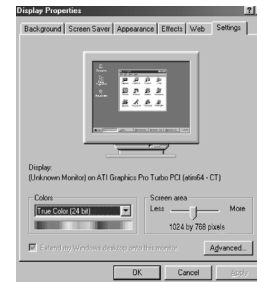 Display Properties
Background Screen Saver Appearance Effects Web Settings
Display:
(Unknown Monitor) on ATI Graphics Pro Turbo PCI (atim64 - CT)
Colors
Screen area
True Color (24 bit)
Less More
1024 by 768 pixels
Extend my Windows desktop onto this monitor
Advanced...
OK Cancel Apply